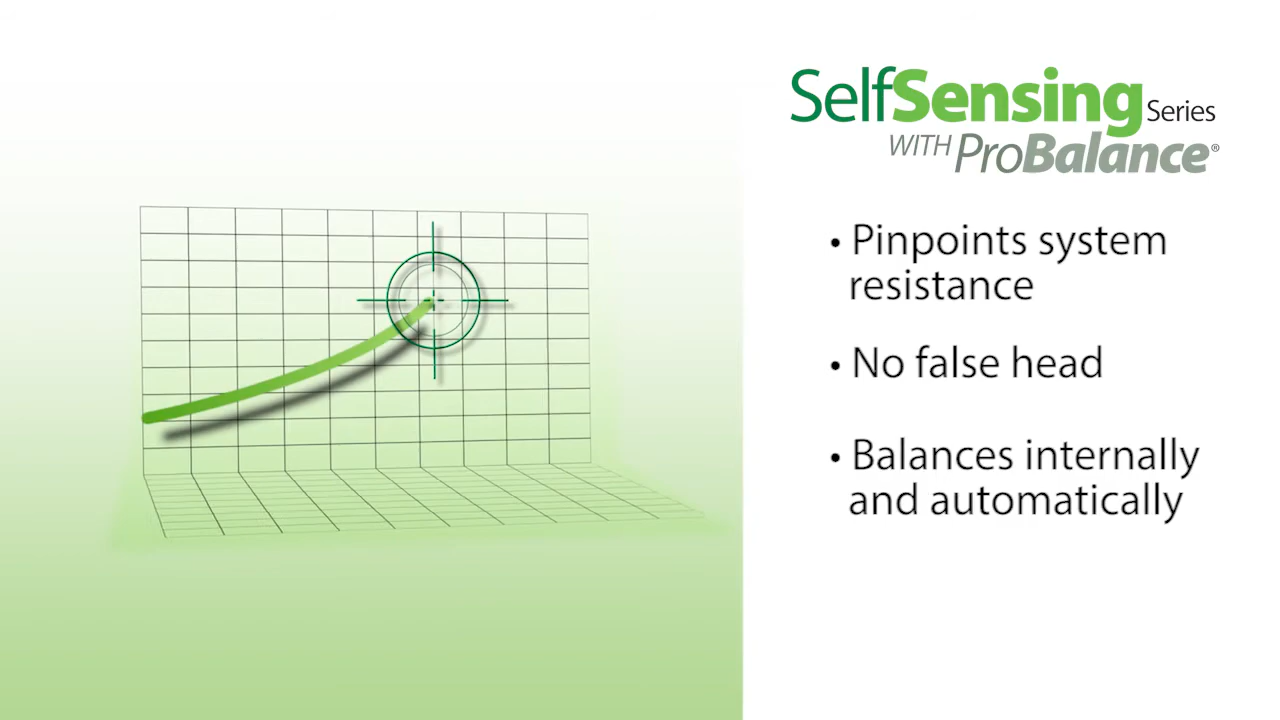 SelfSensing Series
WITH ProBalance®
• Pinpoints system
resistance
• No false head
• Balances internally
and automatically